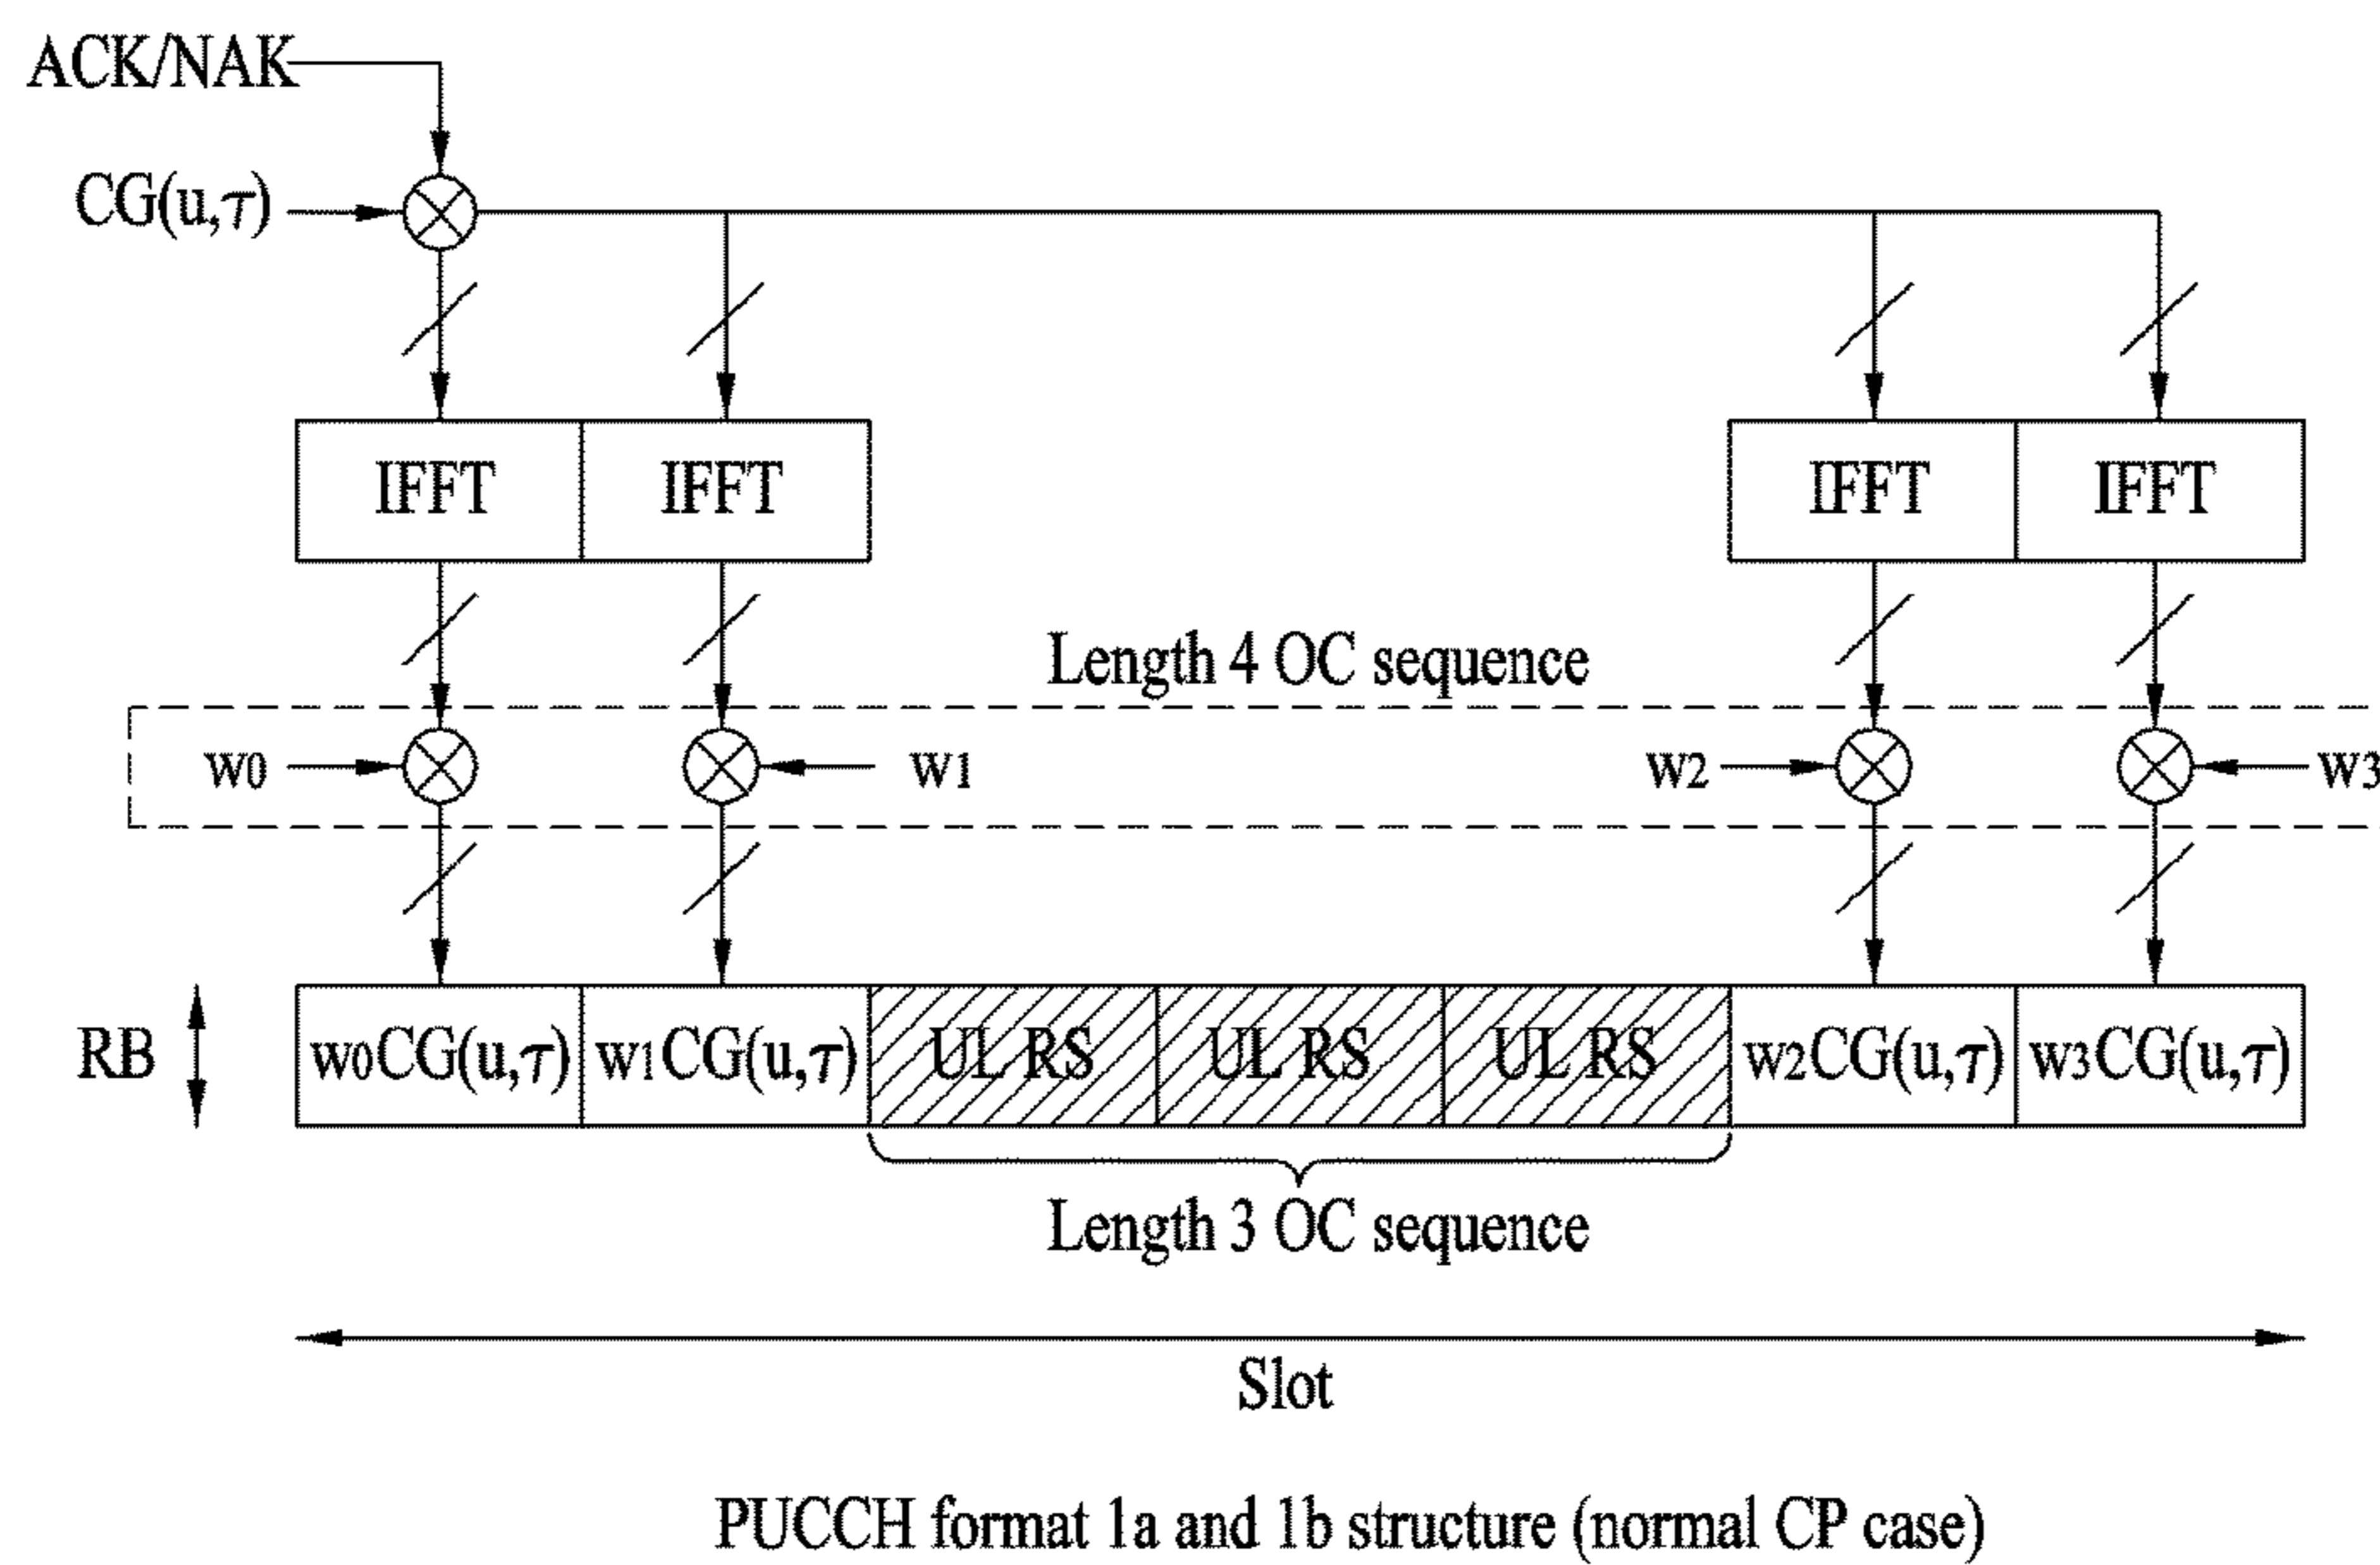 ACK/NAK
CG(u,τ)
IFFT IFFT IFFT IFFT
Length 4 OC sequence
w0 w1 w2 w3
RB
w0CG(u,τ) w1CG(u,τ) UL RS UL RS UL RS w2CG(u,τ) w3CG(u,τ)
Length 3 OC sequence
Slot
PUCCH format 1a and 1b structure (normal CP case)